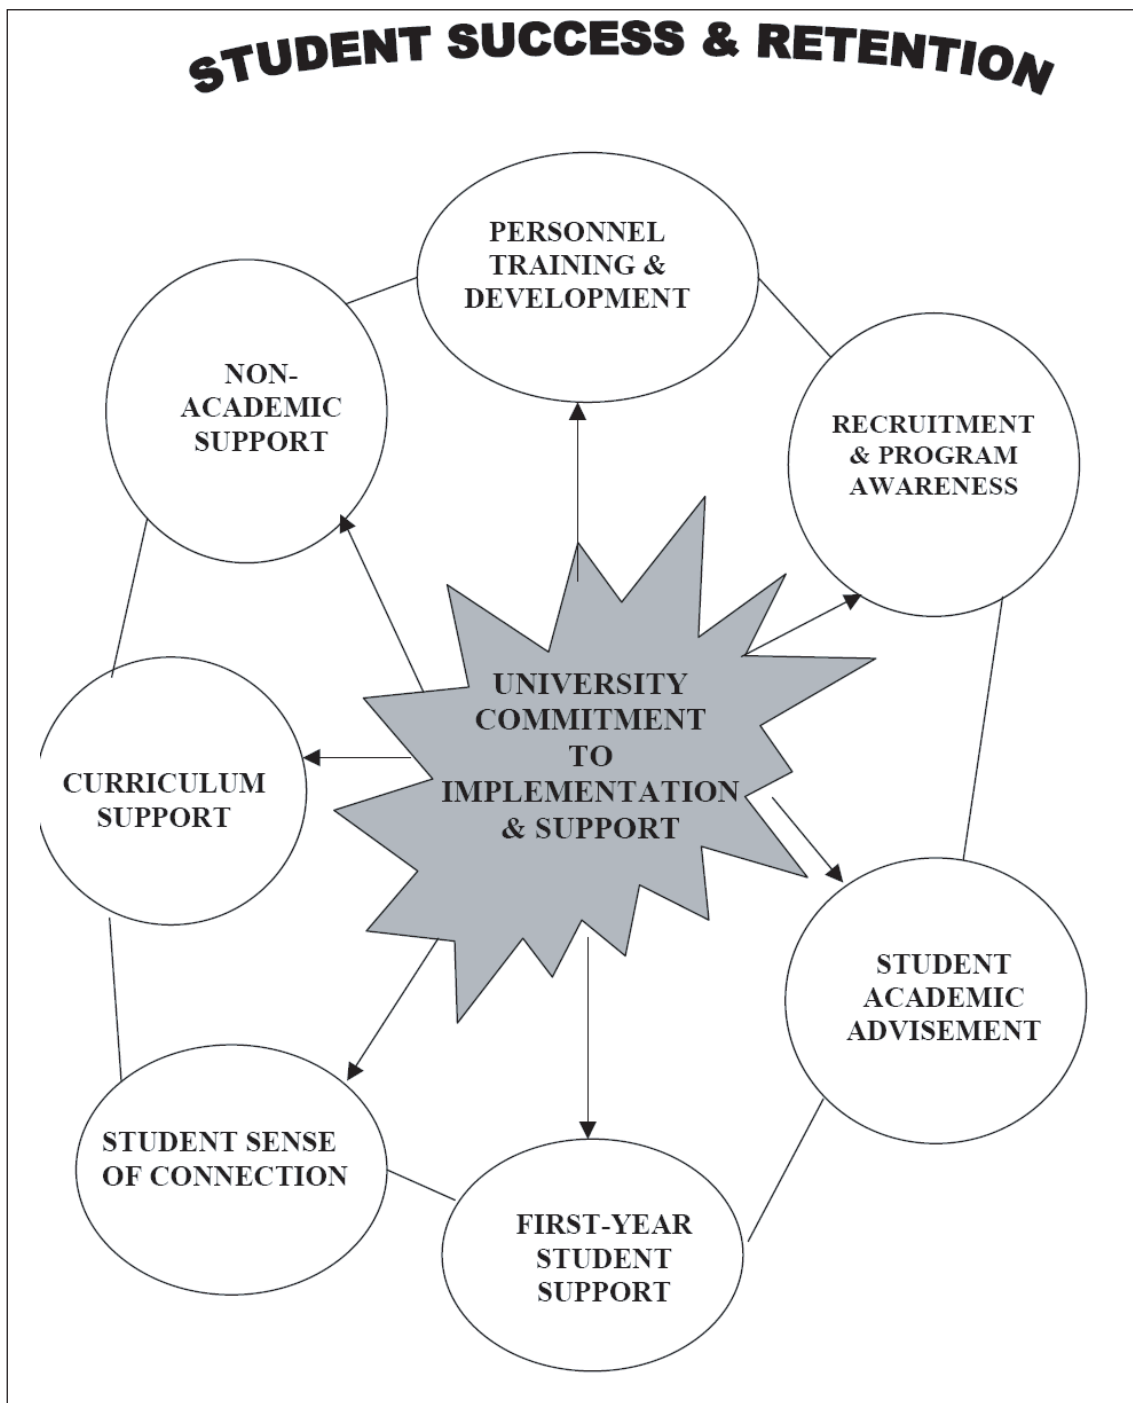 STUDENT SUCCESS & RETENTION
PERSONNEL
TRAINING &
DEVELOPMENT
NON-
ACADEMIC
SUPPORT
RECRUITMENT
& PROGRAM
AWARENESS
UNIVERSITY
COMMITMENT
TO
IMPLEMENTATION
& SUPPORT
CURRICULUM
SUPPORT
STUDENT
ACADEMIC
ADVISEMENT
STUDENT SENSE
OF CONNECTION
FIRST-YEAR
STUDENT
SUPPORT